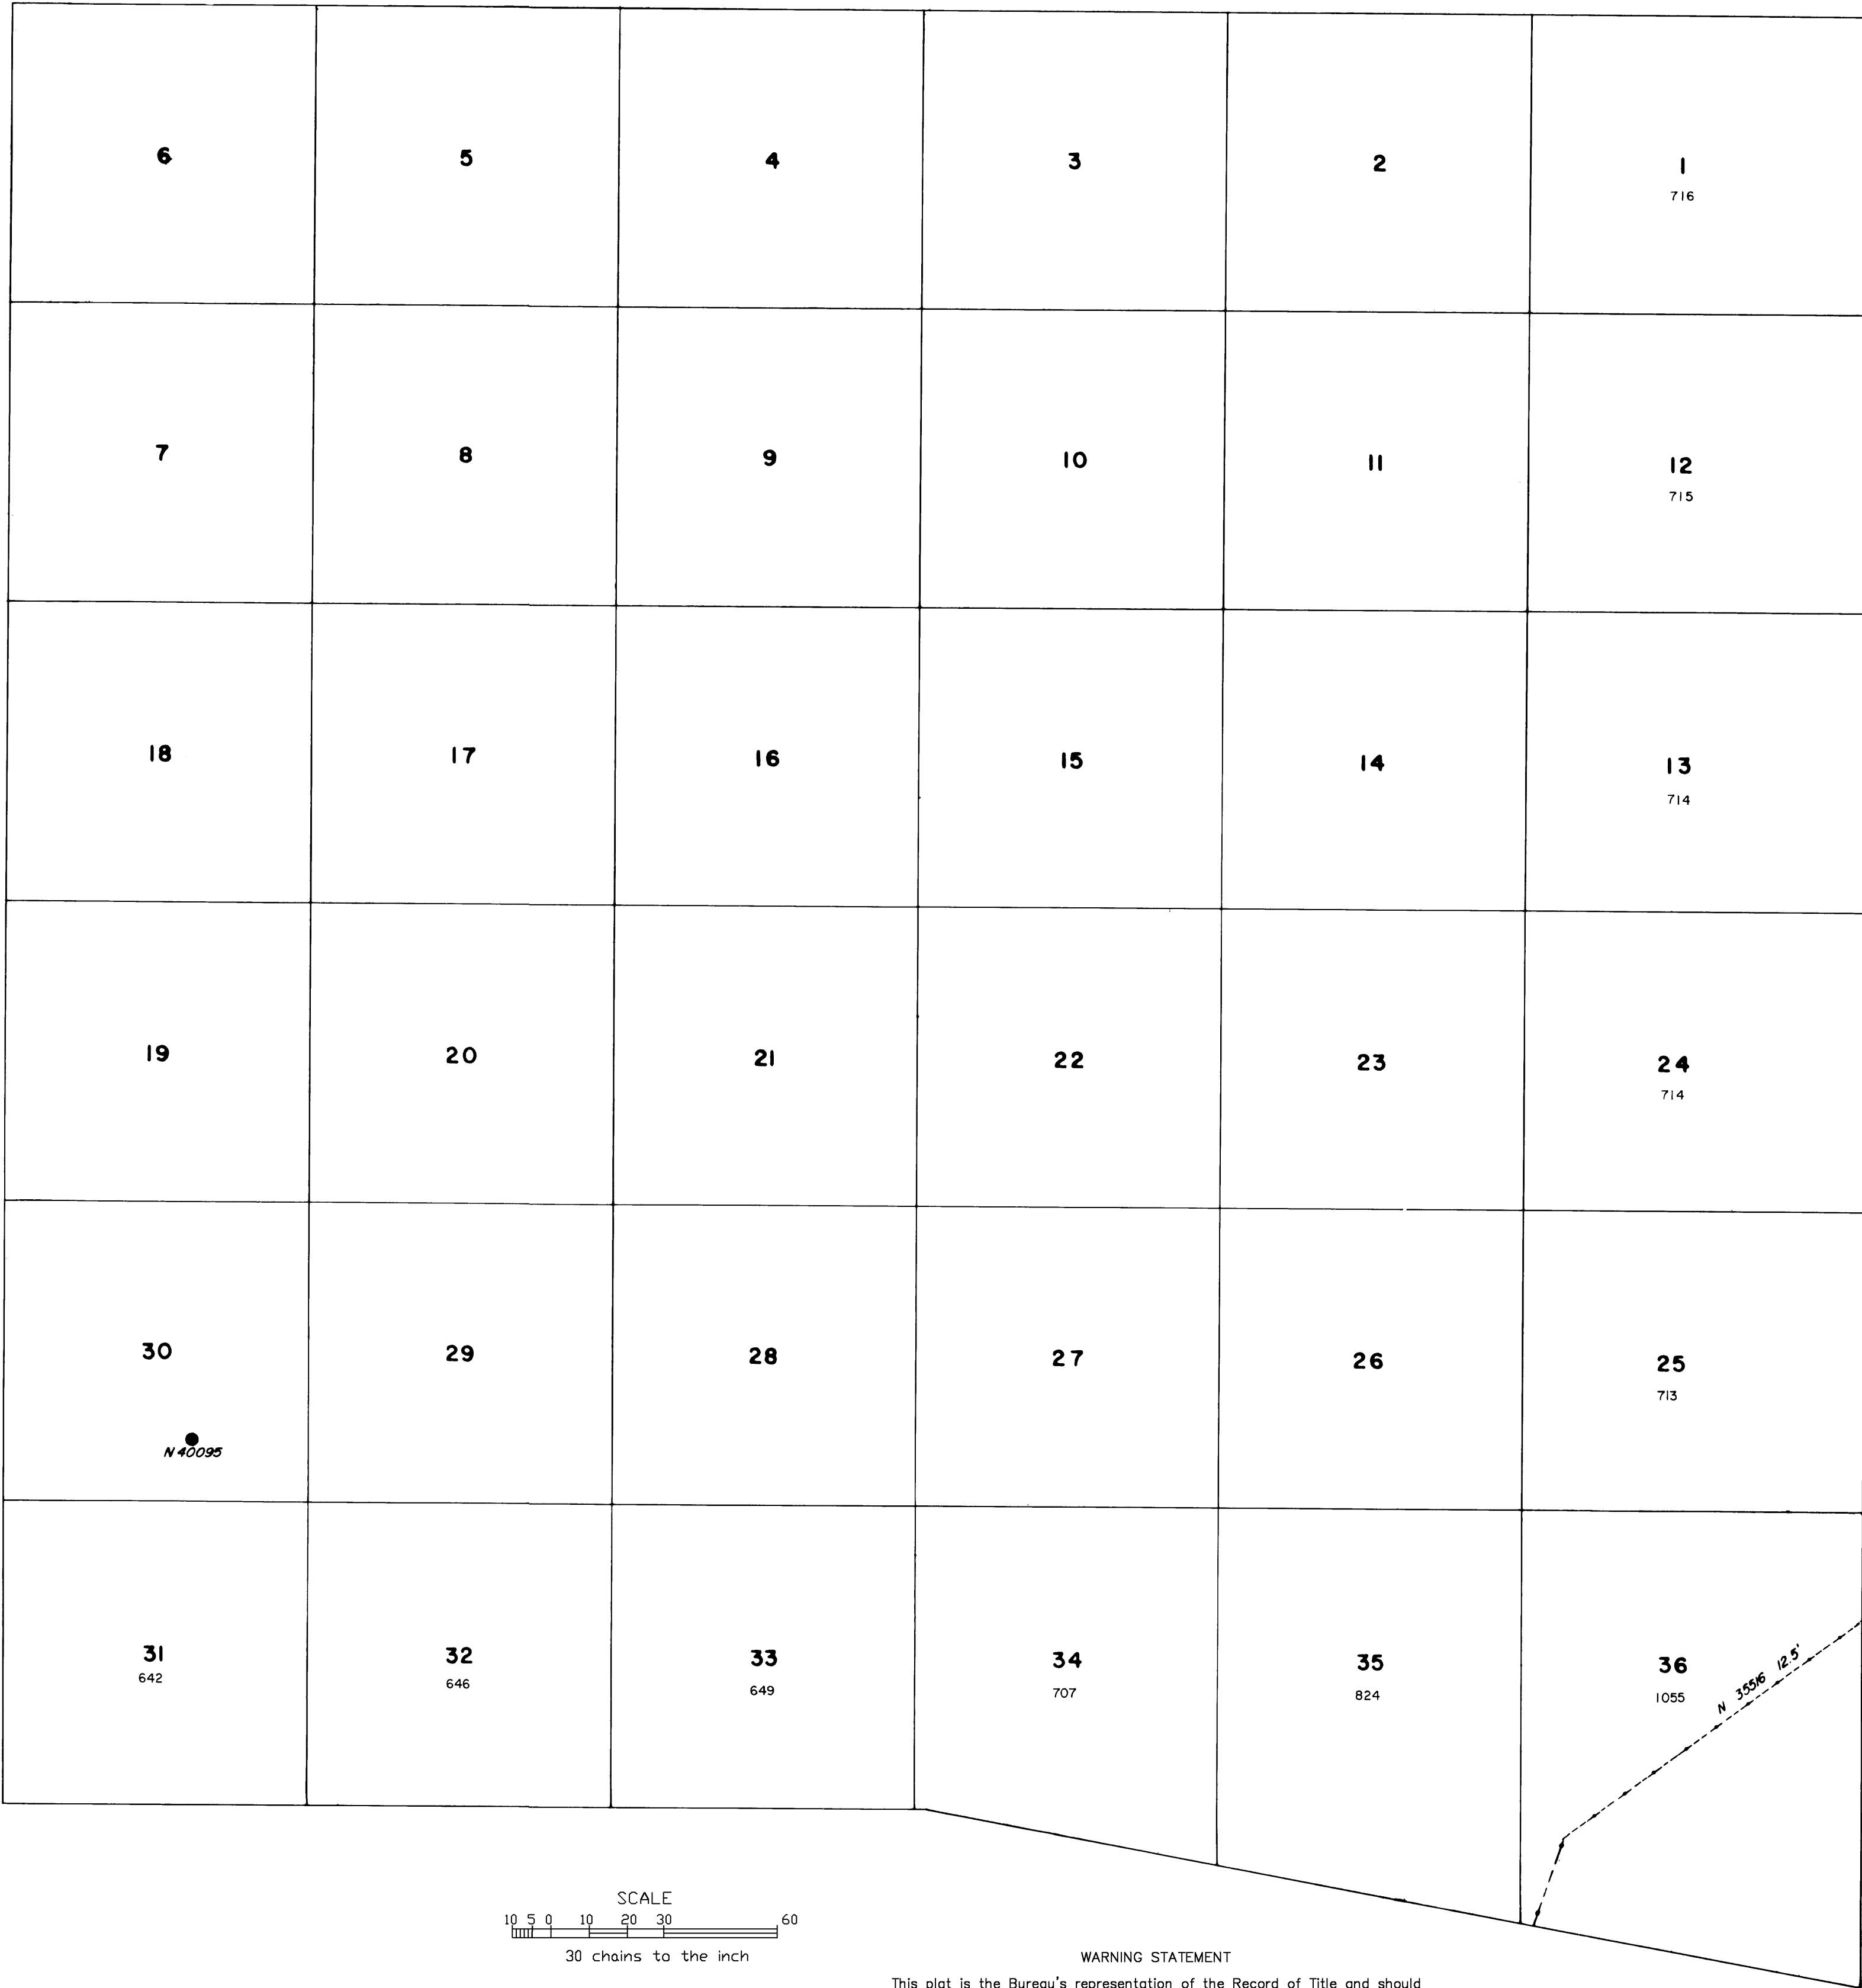 6 5 4 3 2 1
716
7 8 9 10 11 12
715
18 17 16 15 14 13
714
19 20 21 22 23 24
714
30 29 28 27 26 25
713
N 40095
31 32 33 34 35 36
642 646 649 707 824 1055
N 35516 12.5'
SCALE
10 5 0 10 20 30 60
30 chains to the inch
WARNING STATEMENT
This plat is the Bureau's representation of the Record of Title and should